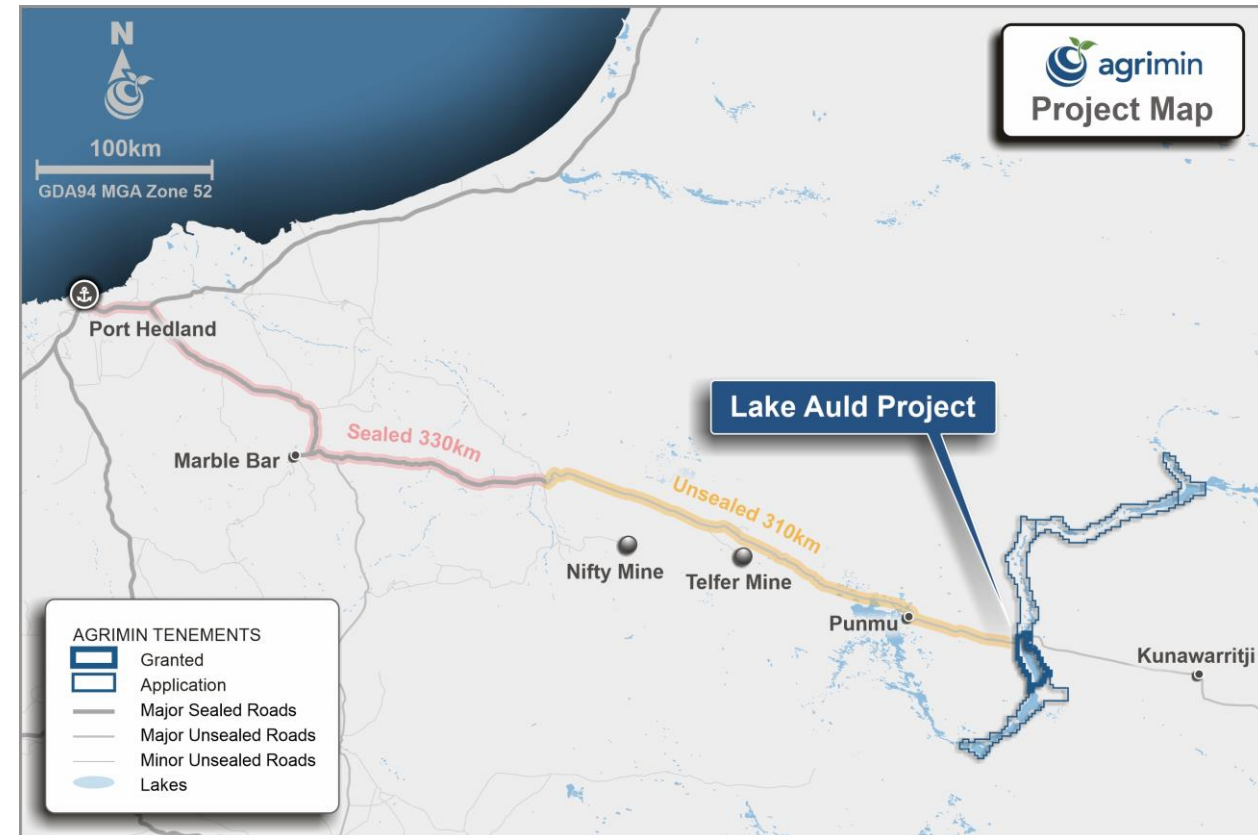 N
100km
GDA94 MGA Zone 52
agrimin
Project Map
Port Hedland
Marble Bar
Sealed 330km
Lake Auld Project
Unsealed 310km
Nifty Mine
Telfer Mine
Punmu
Kunawarritji
AGRIMIN TENEMENTS
Granted
Application
Major Sealed Roads
Major Unsealed Roads
Minor Unsealed Roads
Lakes